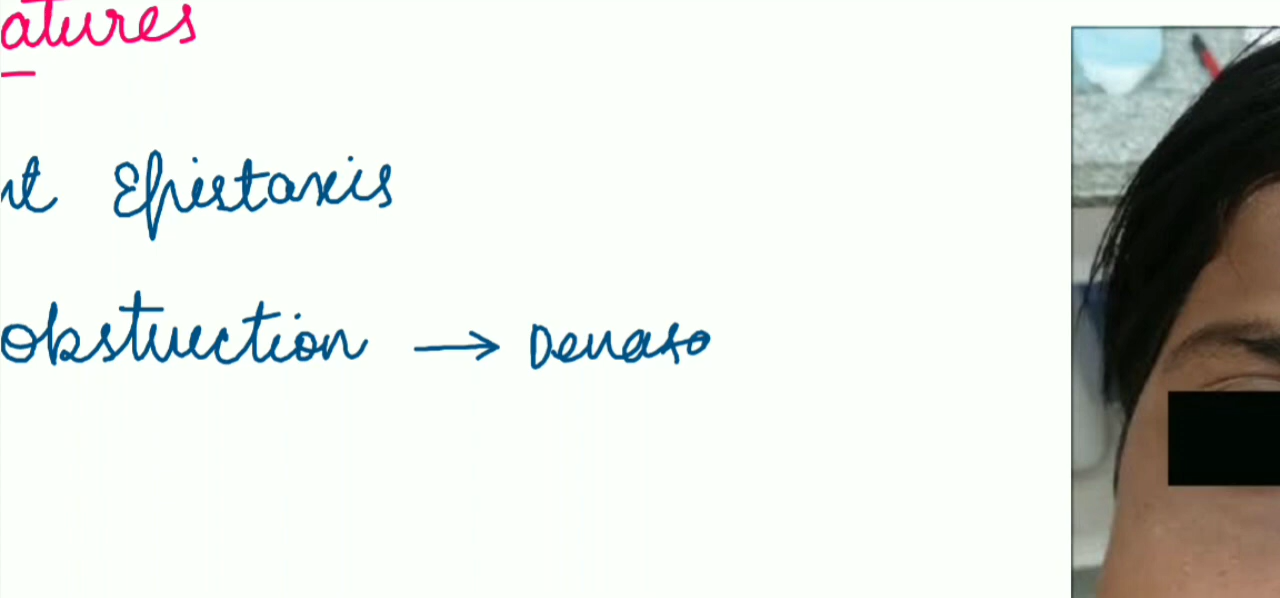 atures
nt Epistaxis
obstruction → Denaso